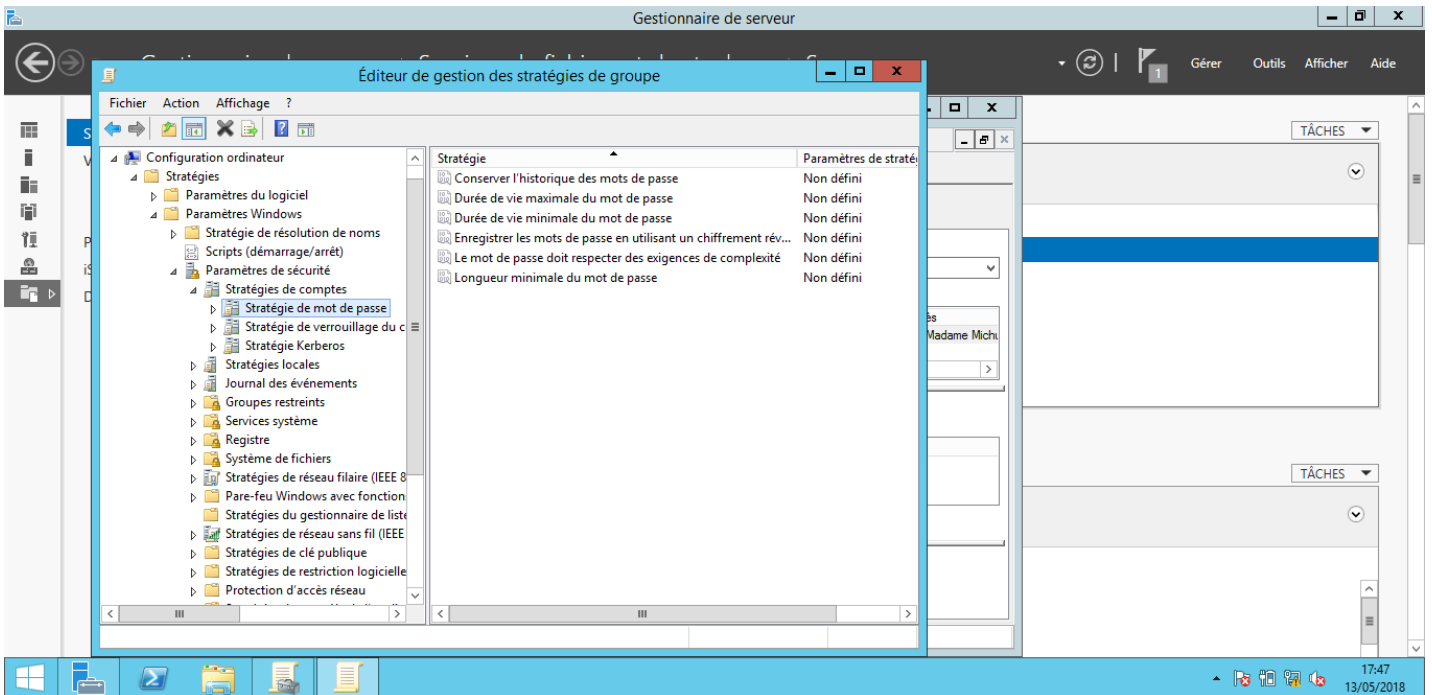 Gestionnaire de serveur
1
Gérer Outils Afficher Aide
Éditeur de gestion des stratégies de groupe
Fichier Action Affichage ?
Configuration ordinateur
Stratégies
Paramètres du logiciel
Paramètres Windows
Stratégie de résolution de noms
Scripts (démarrage/arrêt)
Paramètres de sécurité
Stratégies de comptes
Stratégie de mot de passe
Stratégie de verrouillage du c
Stratégie Kerberos
Stratégies locales
Journal des événements
Groupes restreints
Services système
Registre
Système de fichiers
Stratégies de réseau filaire (IEEE 8
Pare-feu Windows avec fonction
Stratégies du gestionnaire de liste
Stratégies de réseau sans fil (IEEE
Stratégies de clé publique
Stratégies de restriction logicielle
Protection d'accès réseau
Stratégie Paramètres de straté
Conserver l'historique des mots de passe Non défini
Durée de vie maximale du mot de passe Non défini
Durée de vie minimale du mot de passe Non défini
Enregistrer les mots de passe en utilisant un chiffrement rév... Non défini
Le mot de passe doit respecter des exigences de complexité Non défini
Longueur minimale du mot de passe Non défini
Madame Michu
TÂCHES
TÂCHES
17:47
13/05/2018